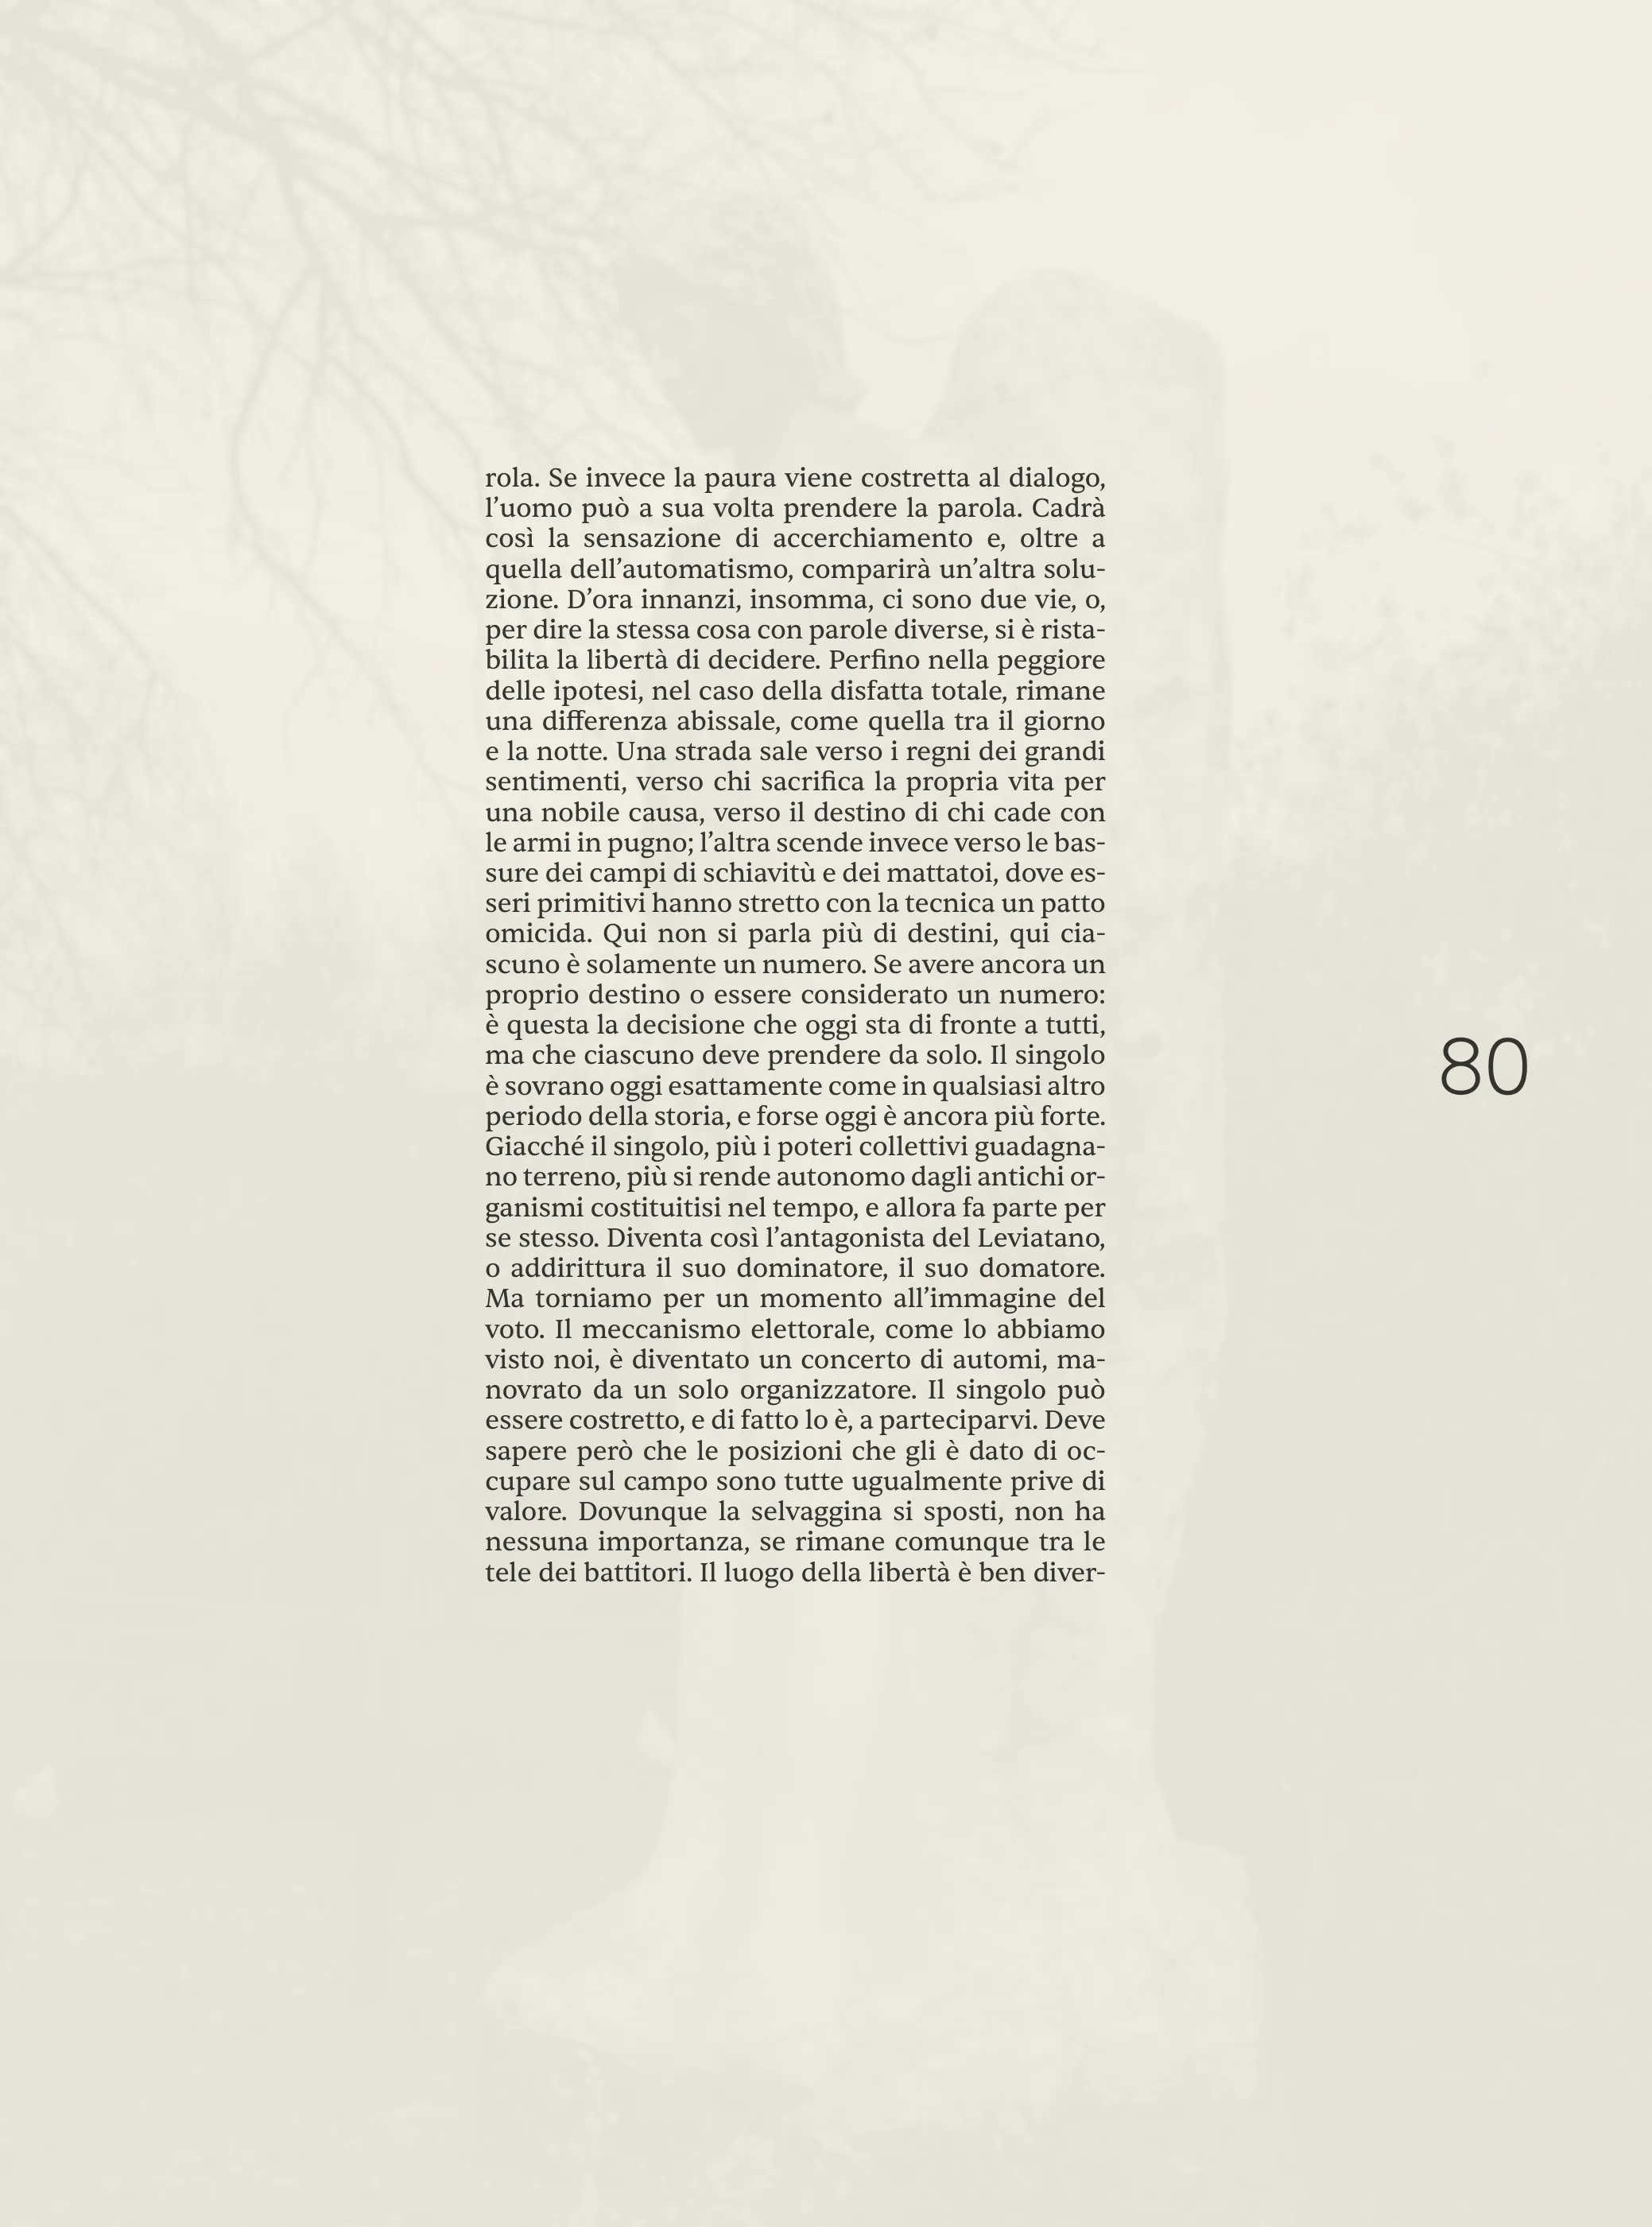 rola. Se invece la paura viene costretta al dialogo,
l’uomo può a sua volta prendere la parola. Cadrà
così la sensazione di accerchiamento e, oltre a
quella dell’automatismo, comparirà un’altra solu-
zione. D’ora innanzi, insomma, ci sono due vie, o,
per dire la stessa cosa con parole diverse, si è rista-
bilita la libertà di decidere. Perfino nella peggiore
delle ipotesi, nel caso della disfatta totale, rimane
una differenza abissale, come quella tra il giorno
e la notte. Una strada sale verso i regni dei grandi
sentimenti, verso chi sacrifica la propria vita per
una nobile causa, verso il destino di chi cade con
le armi in pugno; l’altra scende invece verso le bas-
sure dei campi di schiavitù e dei mattatoi, dove es-
seri primitivi hanno stretto con la tecnica un patto
omicida. Qui non si parla più di destini, qui cia-
scuno è solamente un numero. Se avere ancora un
proprio destino o essere considerato un numero:
è questa la decisione che oggi sta di fronte a tutti,
ma che ciascuno deve prendere da solo. Il singolo
è sovrano oggi esattamente come in qualsiasi altro
periodo della storia, e forse oggi è ancora più forte.
Giacché il singolo, più i poteri collettivi guadagna-
no terreno, più si rende autonomo dagli antichi or-
ganismi costituitisi nel tempo, e allora fa parte per
se stesso. Diventa così l’antagonista del Leviatano,
o addirittura il suo dominatore, il suo domatore.
Ma torniamo per un momento all’immagine del
voto. Il meccanismo elettorale, come lo abbiamo
visto noi, è diventato un concerto di automi, ma-
novrato da un solo organizzatore. Il singolo può
essere costretto, e di fatto lo è, a parteciparvi. Deve
sapere però che le posizioni che gli è dato di oc-
cupare sul campo sono tutte ugualmente prive di
valore. Dovunque la selvaggina si sposti, non ha
nessuna importanza, se rimane comunque tra le
tele dei battitori. Il luogo della libertà è ben diver-
80